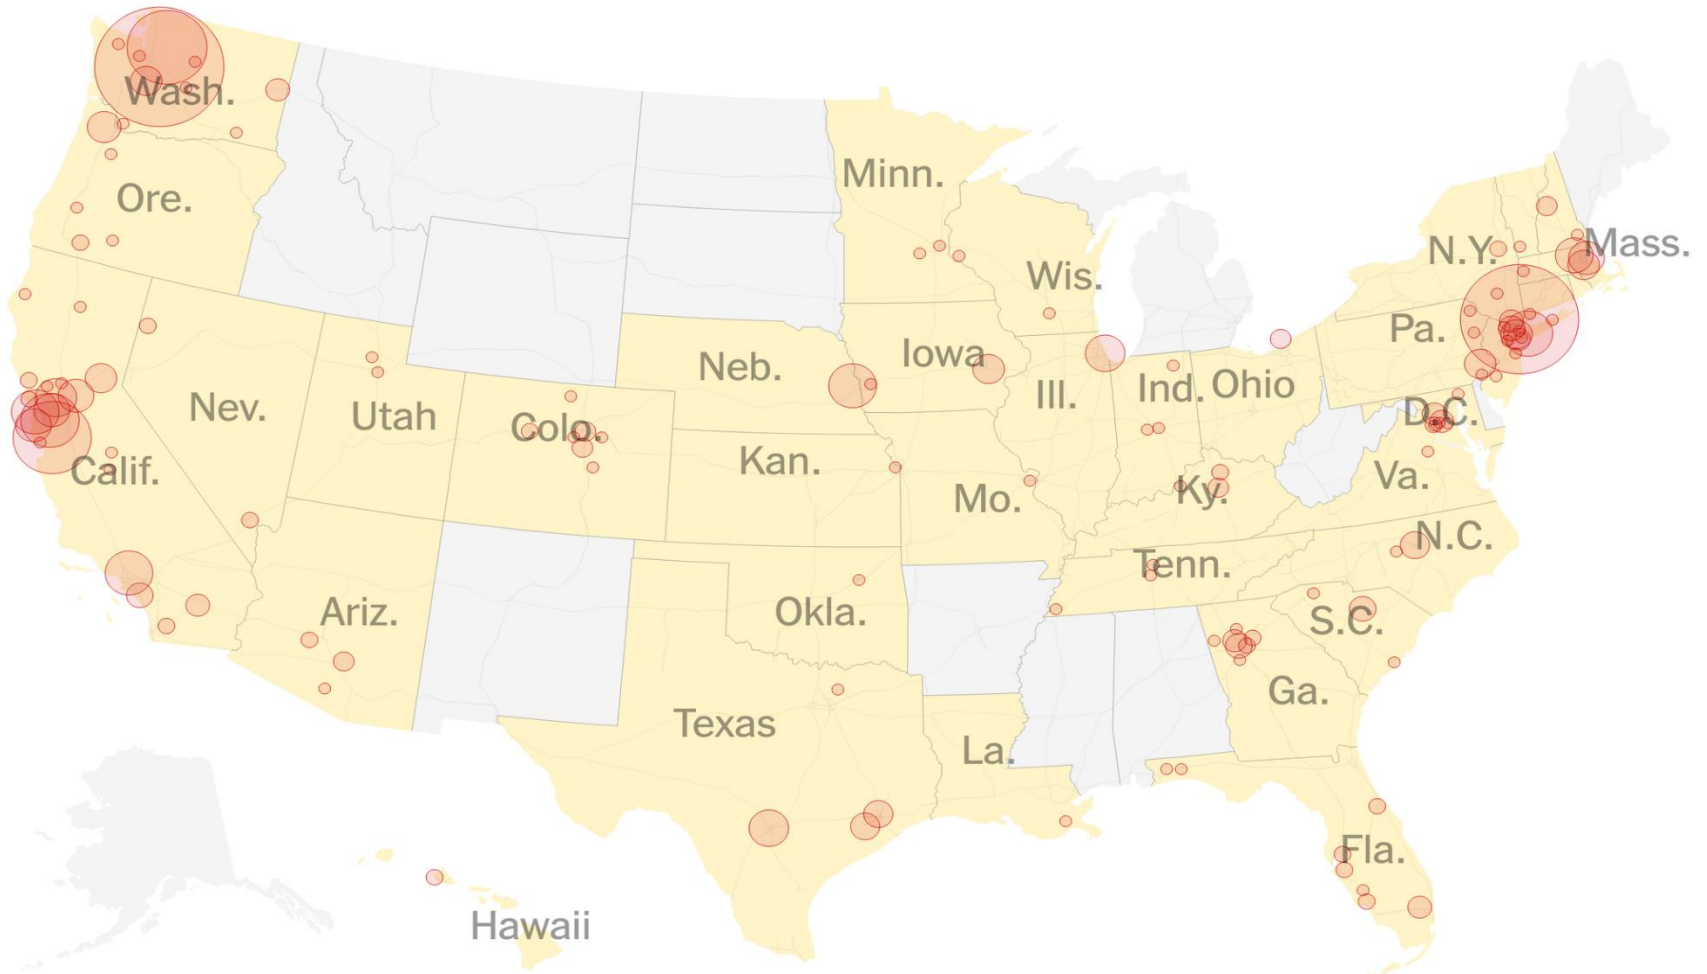 Wash.
Minn.
Ore.
N.Y.
Mass.
Wis.
Pa.
Iowa
Neb.
Nev.
Utah
Colo.
Ill.
Ind.
Ohio
D.C.
Calif.
Kan.
Mo.
Ky.
Va.
N.C.
Tenn.
Ariz.
Okla.
S.C.
Ga.
Texas
La.
Fla.
Hawaii